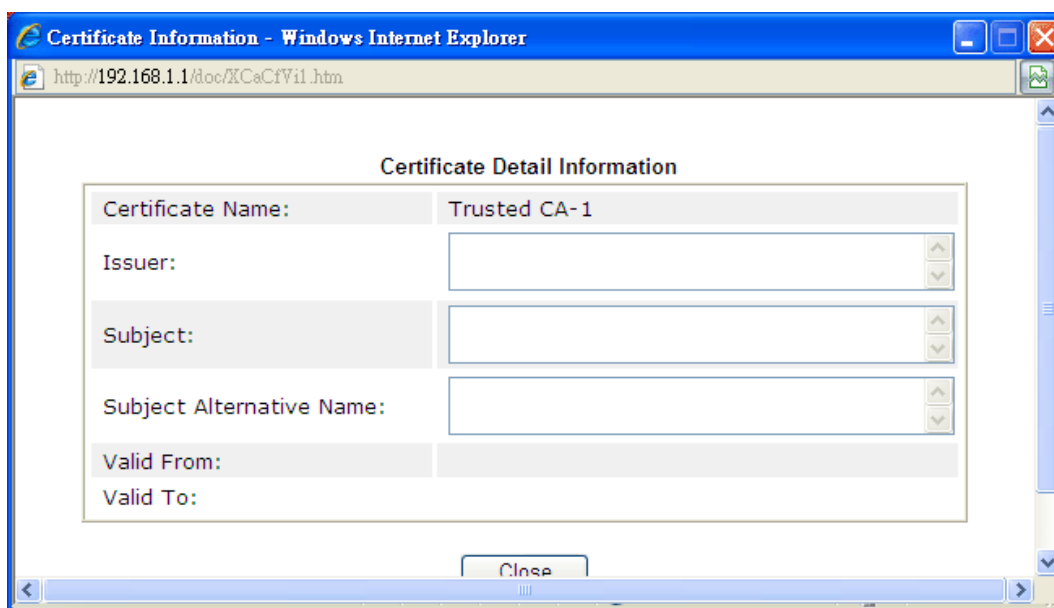 Certificate Information - Windows Internet Explorer
http://192.168.1.1/doc/XCaCfVi1.htm
Certificate Detail Information
Certificate Name: Trusted CA-1
Issuer:
Subject:
Subject Alternative Name:
Valid From:
Valid To:
Close